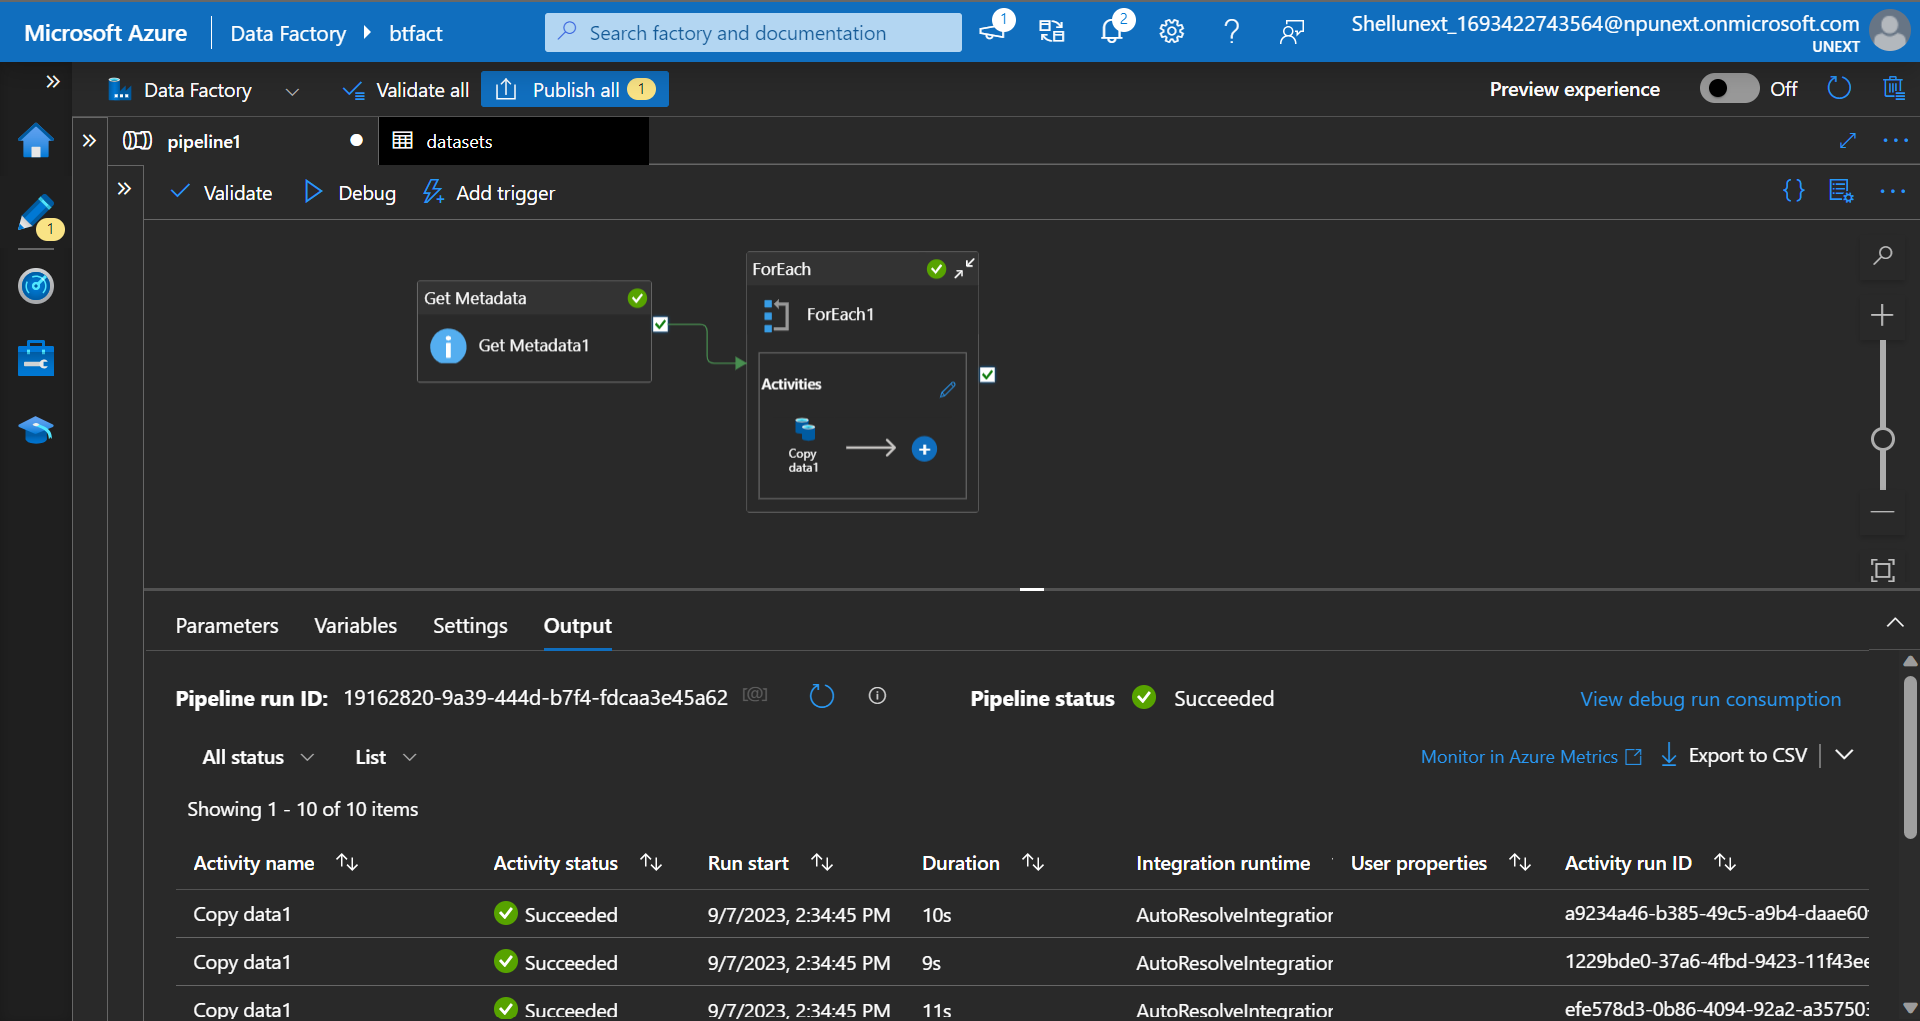 Microsoft Azure | Data Factory btfact Search factory and documentation 1 2 Shellunext_1693422743564@npunext.onmicrosoft.com
UNEXT
Data Factory Validate all Publish all 1 Preview experience Off
pipeline1 datasets
Validate Debug Add trigger
1
ForEach
Get Metadata
ForEach1
Get Metadata1
Activities
Copy
data1
Parameters Variables Settings Output
Pipeline run ID: 19162820-9a39-444d-b7f4-fdcaa3e45a62 [@] Pipeline status Succeeded View debug run consumption
All status List Monitor in Azure Metrics Export to CSV
Showing 1 - 10 of 10 items
Activity name Activity status Run start Duration Integration runtime User properties Activity run ID
Copy data1 Succeeded 9/7/2023, 2:34:45 PM 10s AutoResolveIntegration a9234a46-b385-49c5-a9b4-daae60
Copy data1 Succeeded 9/7/2023, 2:34:45 PM 9s AutoResolveIntegration 1229bde0-37a6-4fbd-9423-11f43ee
Copy data1 Succeeded 9/7/2023, 2:34:45 PM 11s AutoResolveIntegration efe578d3-0b86-4094-92a2-a357503